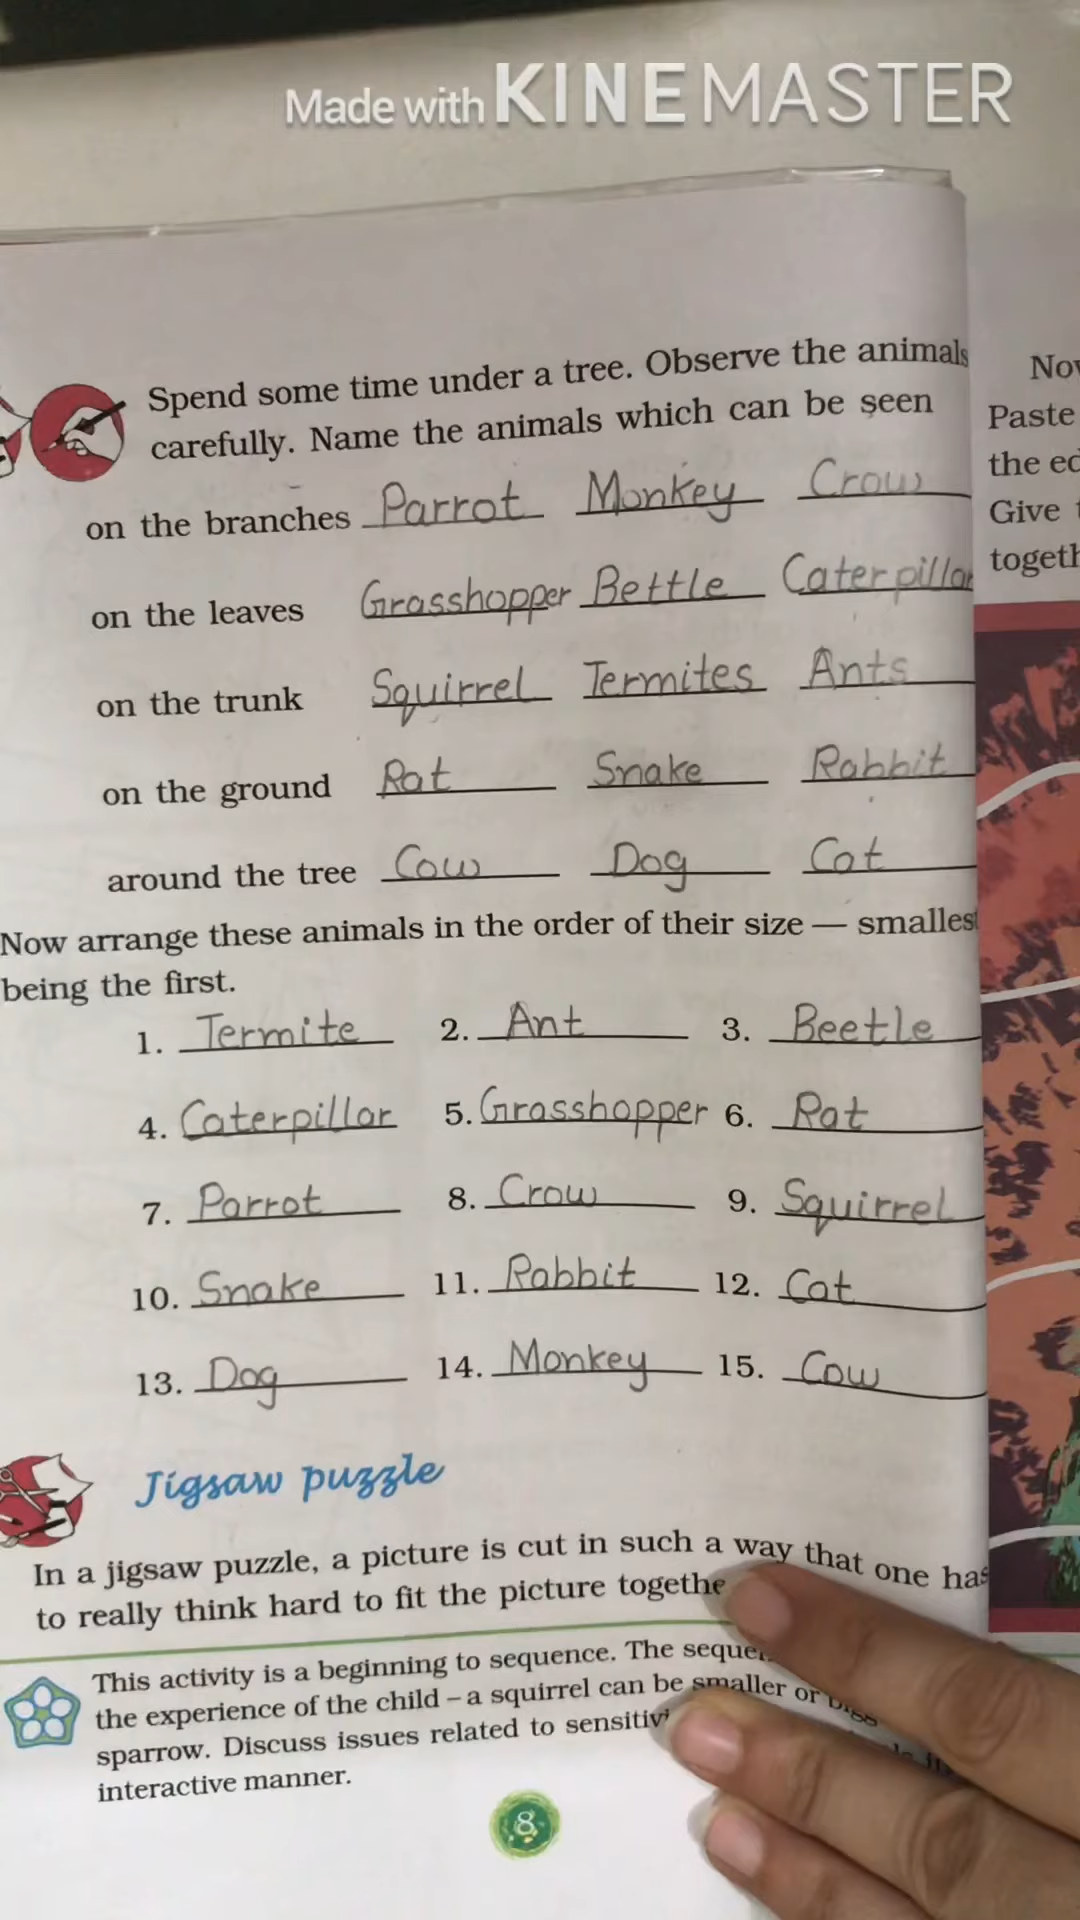 Made with KINEMASTER
Spend some time under a tree. Observe the animals
carefully. Name the animals which can be seen
on the branches Parrot Monkey Crow
on the leaves Grasshopper Bettle Caterpillar
on the trunk Squirrel Termites Ants
on the ground Rat Snake Rabbit
around the tree Cow Dog Cat
Now arrange these animals in the order of their size — smallest
being the first.
1. Termite 2. Ant 3. Beetle
4. Caterpillar 5. Grasshopper 6. Rat
7. Parrot 8. Crow 9. Squirrel
10. Snake 11. Rabbit 12. Cat
13. Dog 14. Monkey 15. Cow
Jigsaw puzzle
In a jigsaw puzzle, a picture is cut in such a way that one has
to really think hard to fit the picture togethe
This activity is a beginning to sequence. The
the experience of the child – a squirrel can be smaller or
sparrow. Discuss issues related to
interactive manner.
8
Paste
the
Give